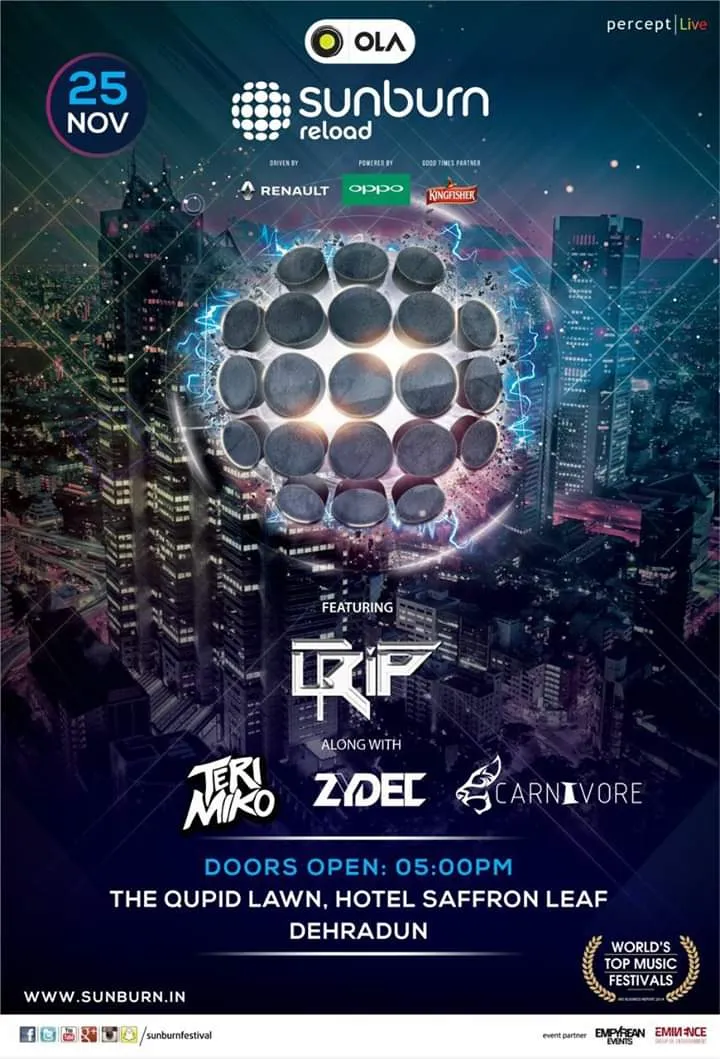 OLA
percept|Live
25
NOV
sunburn
reload
DRIVEN BY
POWERED BY
GOOD TIMES PARTNER
RENAULT
oppo
KINGFISHER
FEATURING
TRIP
ALONG WITH
TERI
MIKO
ZYDEC
CARNIVORE
DOORS OPEN: 05:00PM
THE QUPID LAWN, HOTEL SAFFRON LEAF
DEHRADUN
WORLD'S
TOP MUSIC
FESTIVALS
WWW.SUNBURN.IN
/sunburnfestival
event partner
EMPYREAN
EVENTS
EMINENCE